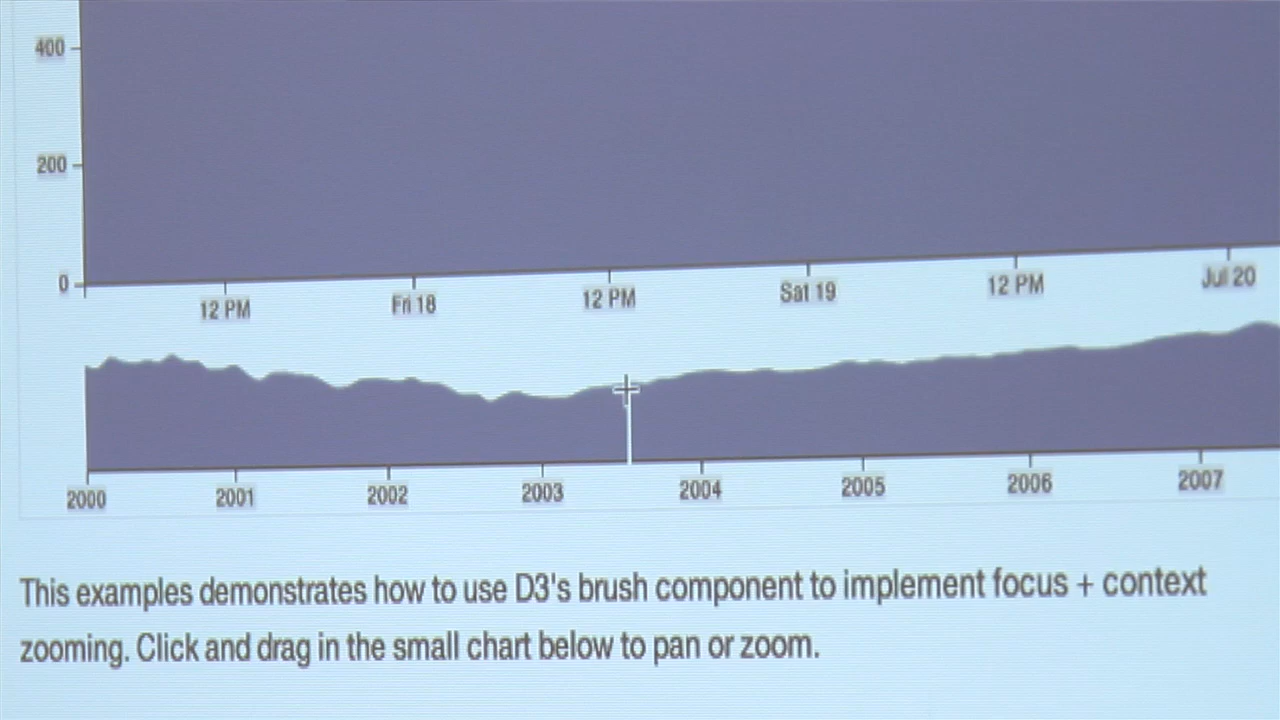 400
200
0
12 PM Fri 18 12 PM Sat 19 12 PM Jul 20
2000 2001 2002 2003 2004 2005 2006 2007
This examples demonstrates how to use D3's brush component to implement focus + context
zooming. Click and drag in the small chart below to pan or zoom.